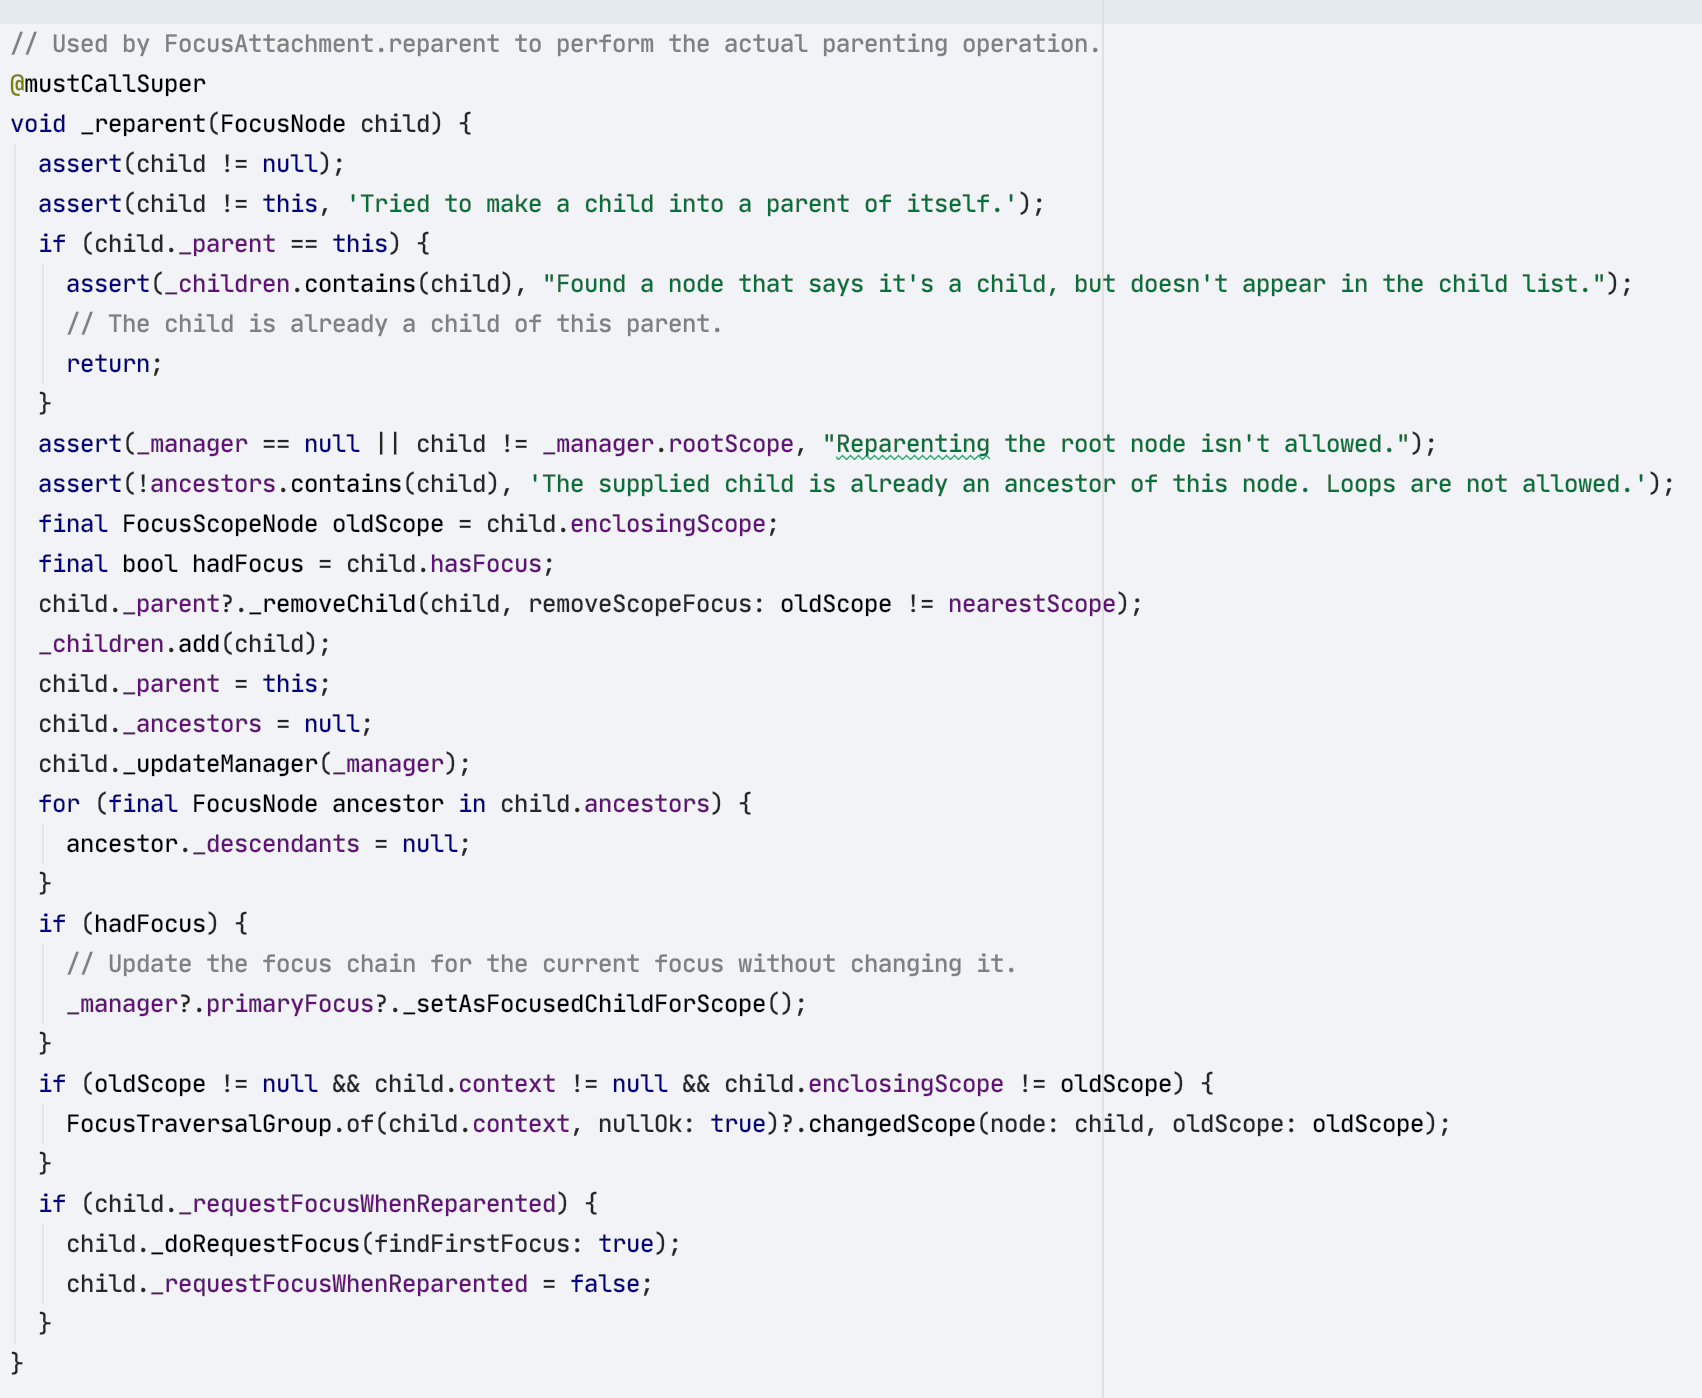 // Used by FocusAttachment.reparent to perform the actual parenting operation.
@mustCallSuper
void _reparent(FocusNode child) {
  assert(child != null);
  assert(child != this, 'Tried to make a child into a parent of itself.');
  if (child._parent == this) {
    assert(_children.contains(child), "Found a node that says it's a child, but doesn't appear in the child list.");
    // The child is already a child of this parent.
    return;
  }
  assert(_manager == null || child != _manager.rootScope, "Reparenting the root node isn't allowed.");
  assert(!ancestors.contains(child), 'The supplied child is already an ancestor of this node. Loops are not allowed.');
  final FocusScopeNode oldScope = child.enclosingScope;
  final bool hadFocus = child.hasFocus;
  child._parent?._removeChild(child, removeScopeFocus: oldScope != nearestScope);
  _children.add(child);
  child._parent = this;
  child._ancestors = null;
  child._updateManager(_manager);
  for (final FocusNode ancestor in child.ancestors) {
    ancestor._descendants = null;
  }
  if (hadFocus) {
    // Update the focus chain for the current focus without changing it.
    _manager?.primaryFocus?._setAsFocusedChildForScope();
  }
  if (oldScope != null && child.context != null && child.enclosingScope != oldScope) {
    FocusTraversalGroup.of(child.context, nullOk: true)?.changedScope(node: child, oldScope: oldScope);
  }
  if (child._requestFocusWhenReparented) {
    child._doRequestFocus(findFirstFocus: true);
    child._requestFocusWhenReparented = false;
  }
}